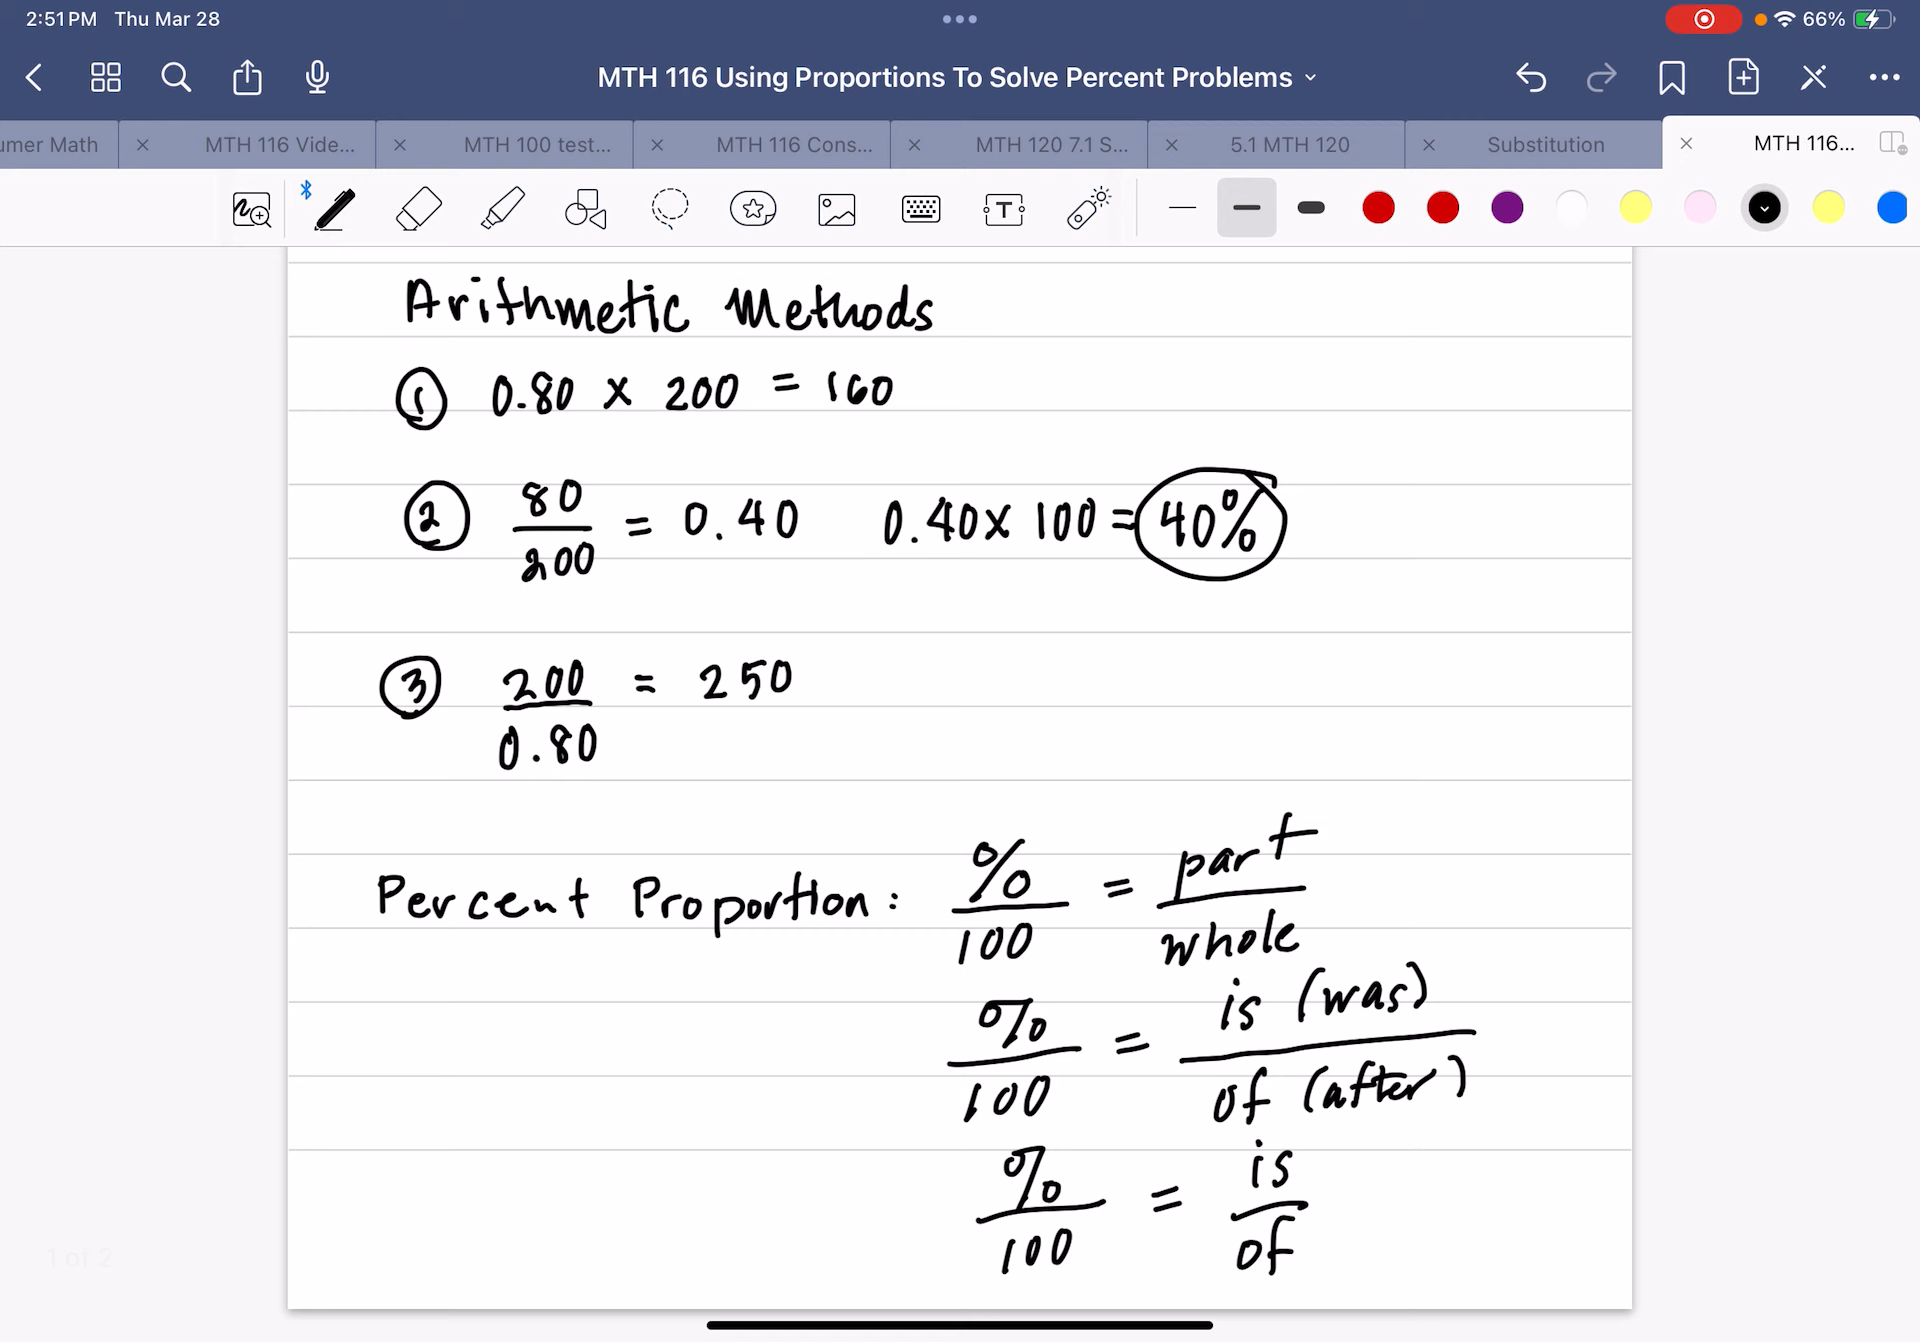 2:51 PM Thu Mar 28
66%
MTH 116 Using Proportions To Solve Percent Problems
umer Math
MTH 116 Vide...
MTH 100 test...
MTH 116 Cons...
MTH 120 7.1 S...
5.1 MTH 120
Substitution
MTH 116...
T
Arithmetic Methods
① 0.80 x 200 = 160
② 80/200 = 0.40 0.40 x 100 = 40%
③ 200/0.80 = 250
Percent Proportion: %/100 = part/whole
%/100 = is (was)/of (after)
%/100 = is/of
1 of 2